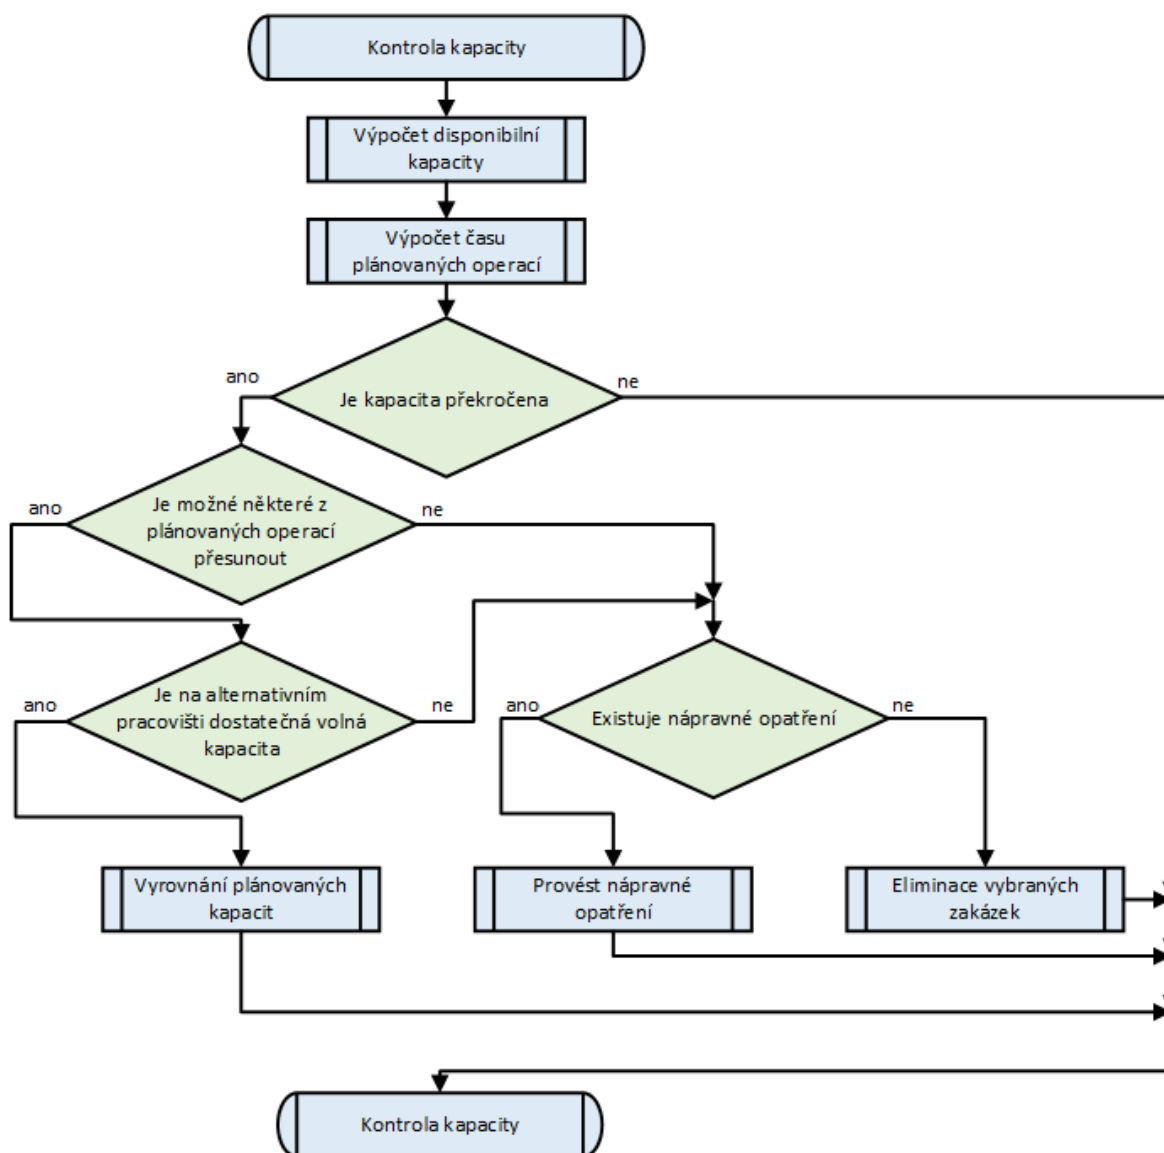 Kontrola kapacity
Výpočet disponibilní
kapacity
Výpočet času
plánovaných operací
ano
ne
Je kapacita překročena
ano
Je možné některé z
plánovaných operací
přesunout
ne
ano
Je na alternativním
pracovišti dostatečná volná
kapacita
ne
ano
Existuje nápravné opatření
ne
Vyrovnání plánovaných
kapacit
Provést nápravné
opatření
Eliminace vybraných
zakázek
Kontrola kapacity